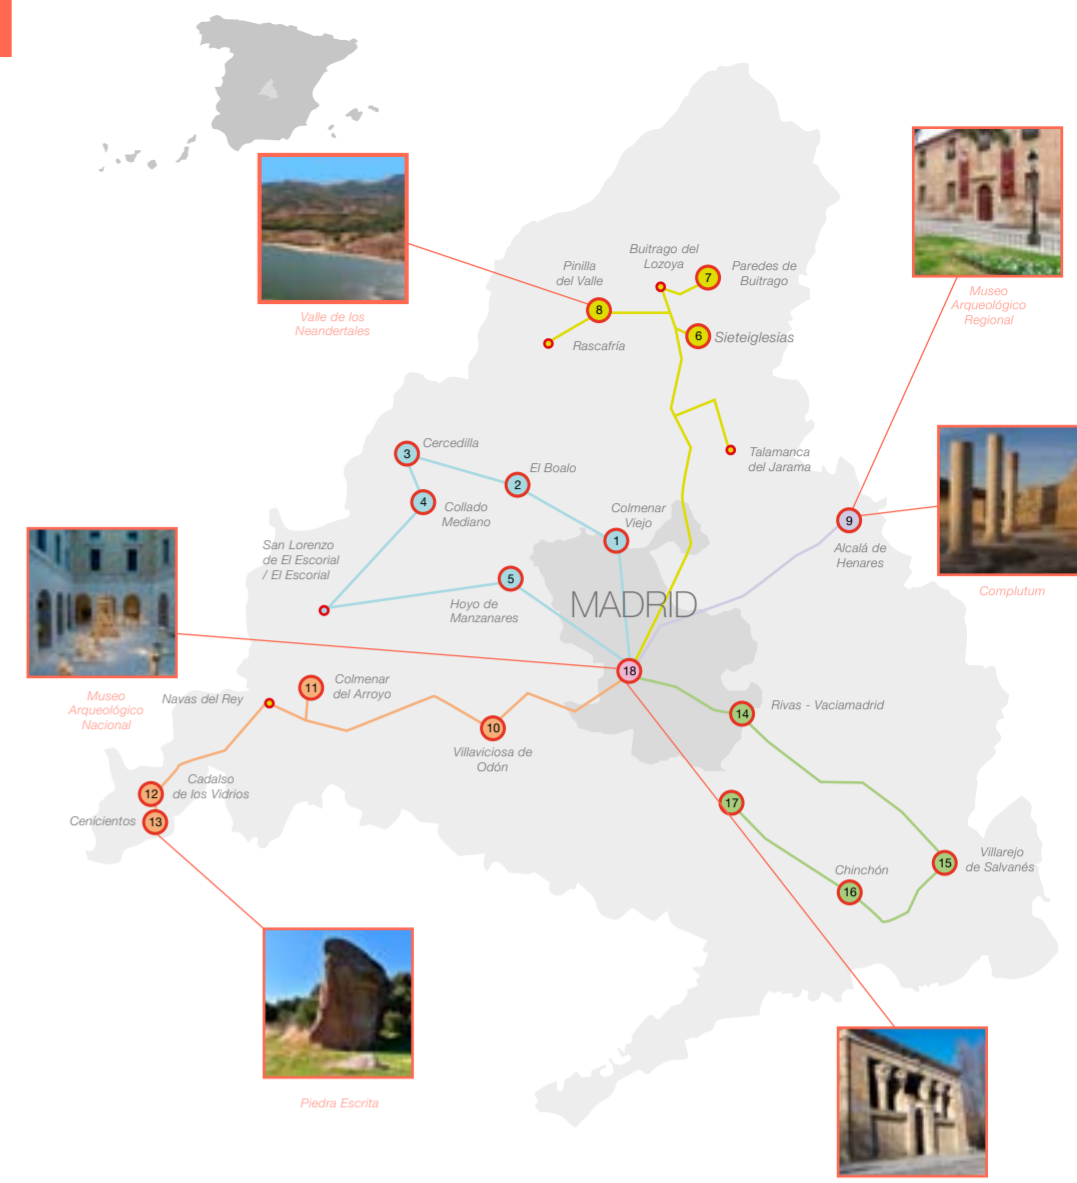 Valle de los
Neandertales
Museo
Arqueológico
Regional
Buitrago del
Lozoya
7
Paredes de
Buitrago
Pinilla
del Valle
8
6
Sieteiglesias
Rascafría
Talamanca
del Jarama
Complutum
3
Cercedilla
2
El Boalo
4
Collado
Mediano
Colmenar
Viejo
1
9
Alcalá de
Henares
San Lorenzo
de El Escorial
/ El Escorial
5
Hoyo de
Manzanares
MADRID
18
Museo
Arqueológico
Nacional
Navas del Rey
11
Colmenar
del Arroyo
10
Villaviciosa de
Odón
14
Rivas - Vaciamadrid
12
Cadalso
de los Vidrios
Cenicientos
13
17
Chinchón
16
15
Villarejo
de Salvanés
Piedra Escrita